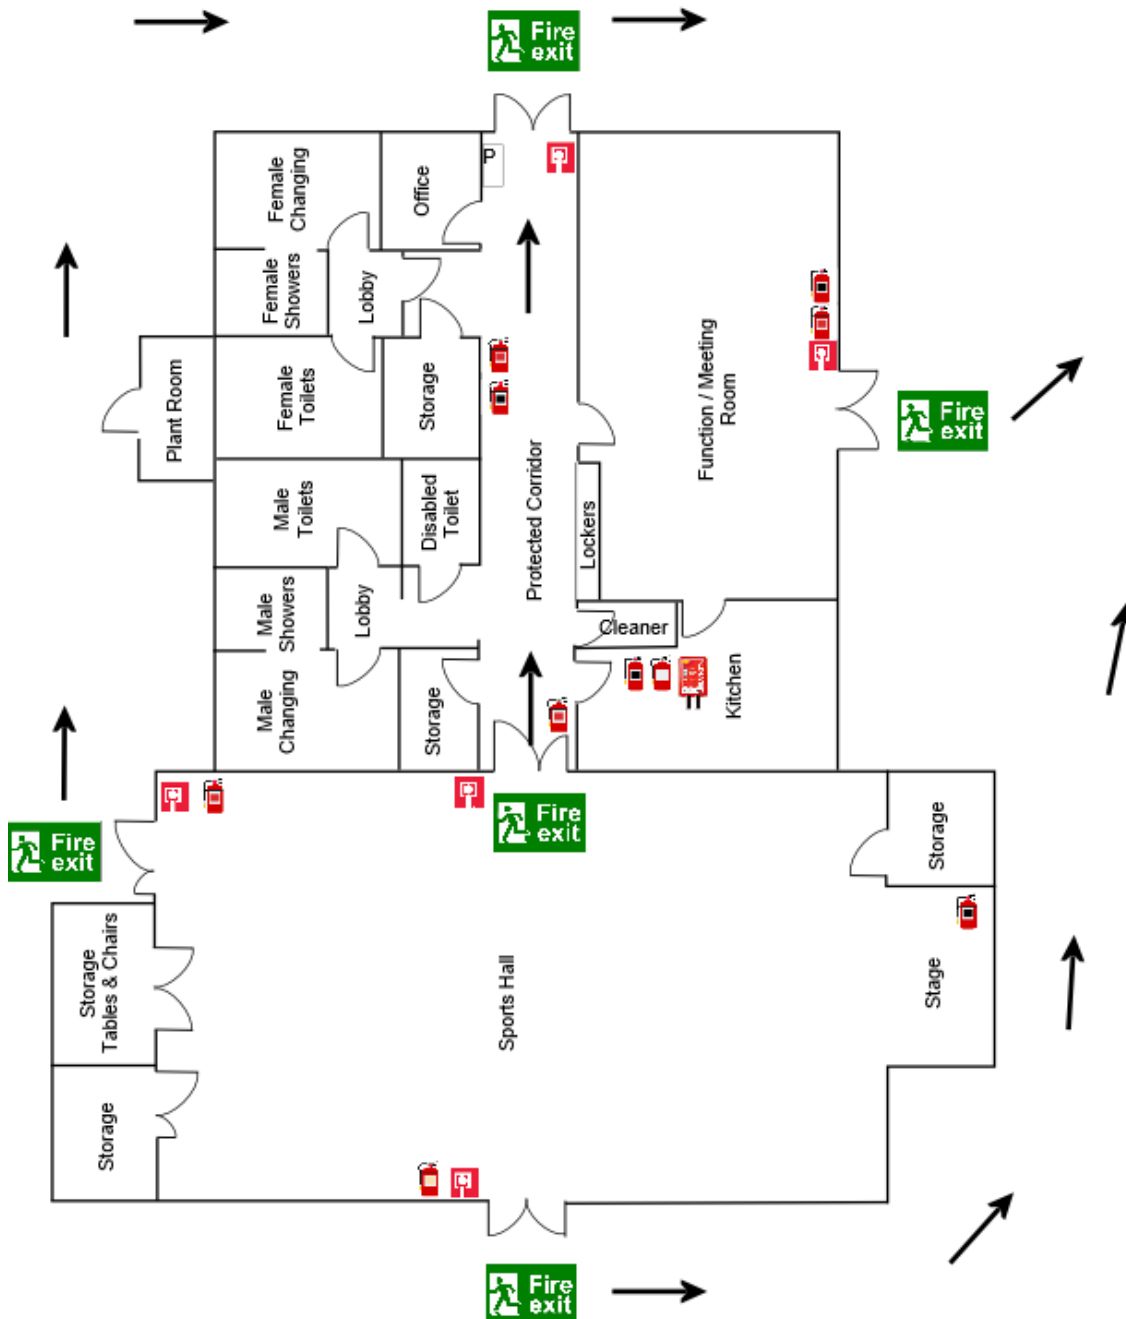 Fire
exit
P
Female
Changing
Office
Female
Showers
Lobby
Plant Room
Female
Toilets
Storage
Function / Meeting
Room
Fire
exit
Male
Toilets
Disabled
Toilet
Protected Corridor
Lockers
Male
Showers
Lobby
Cleaner
Male
Changing
Storage
Kitchen
Fire
exit
Fire
exit
Storage
Storage
Tables & Chairs
Sports Hall
Stage
Storage
Fire
exit